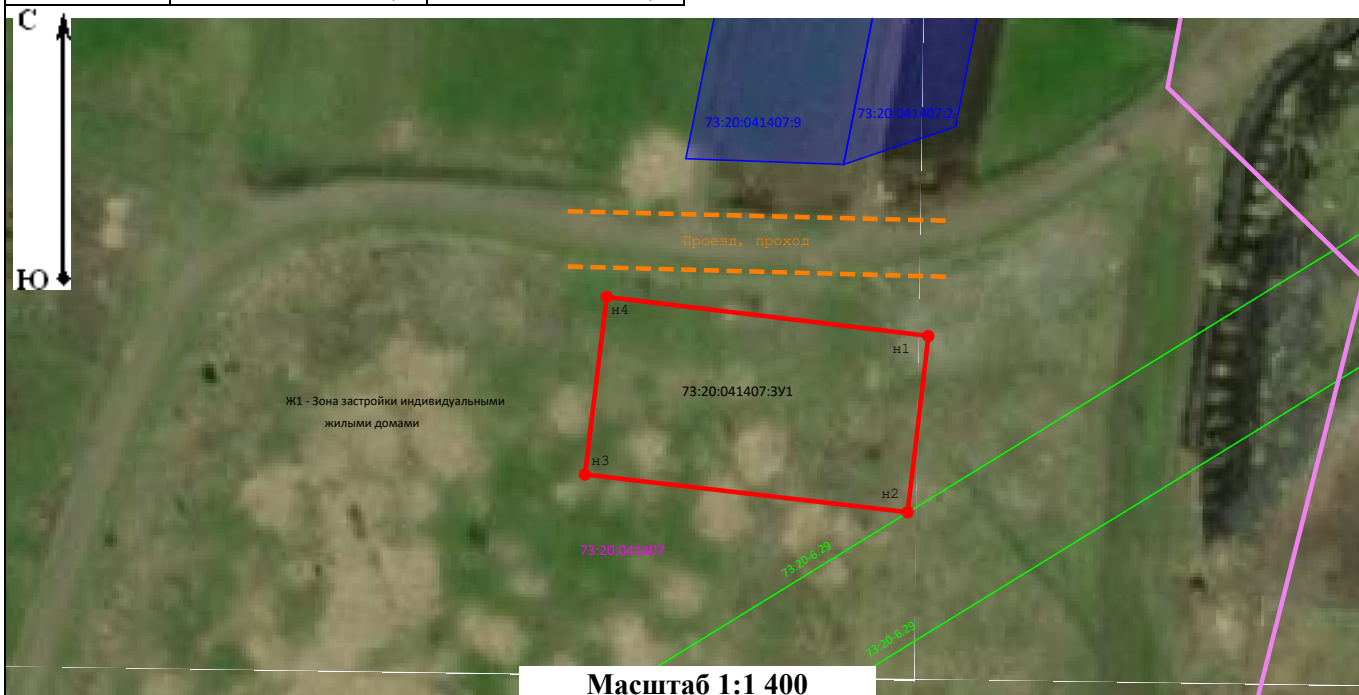 С
73:20:041407:9
73:20:041407:2
Проезд, проход
Ю
н4
н1
73:20:041407:ЗУ1
Ж1 - Зона застройки индивидуальными
жилыми домами
н3
н2
73:20:041407
73:20-6.29
73:20-6.29
Масштаб 1:1 400